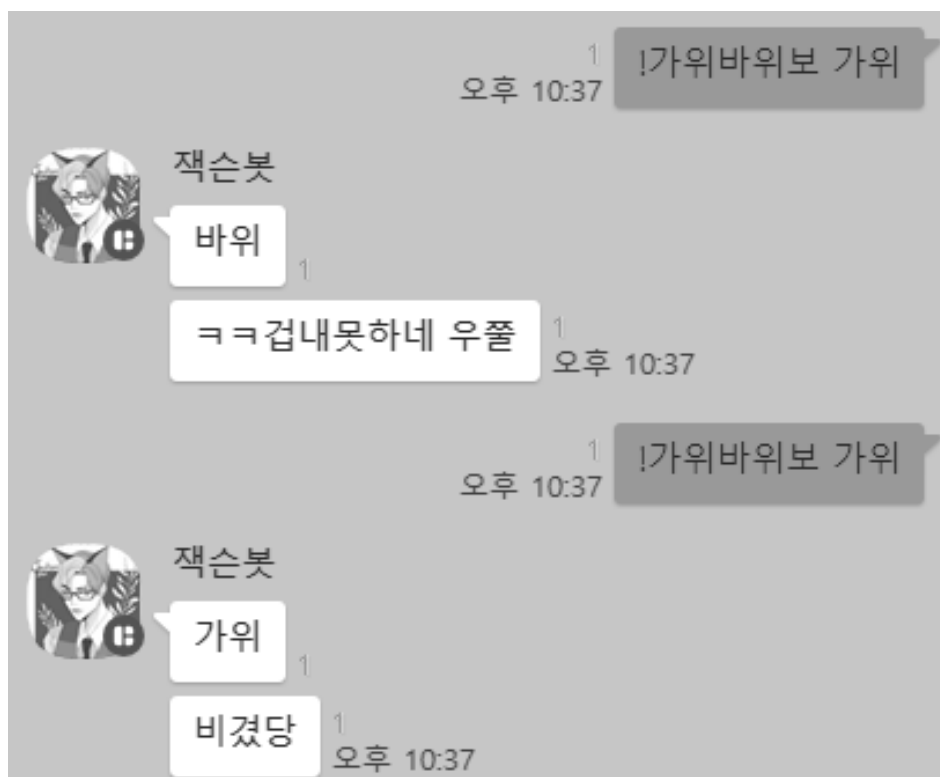 !가위바위보 가위
1
오후 10:37
잭슨봇
바위
1
ㅋㅋ겁내못하네 우쭐
1
오후 10:37
!가위바위보 가위
1
오후 10:37
잭슨봇
가위
1
비겼당
1
오후 10:37